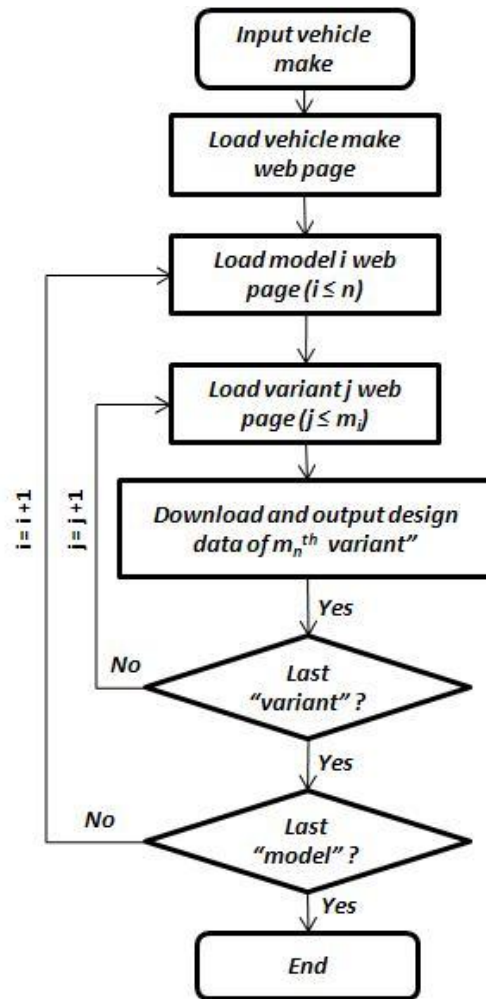 Input vehicle
make
Load vehicle make
web page
Load model i web
page (i ≤ n)
Load variant j web
page (j ≤ mᵢ)
Download and output design
data of mₙᵗʰ variant”
Yes
Last
“variant” ?
No
j = j +1
Yes
Last
“model” ?
No
i = i +1
Yes
End